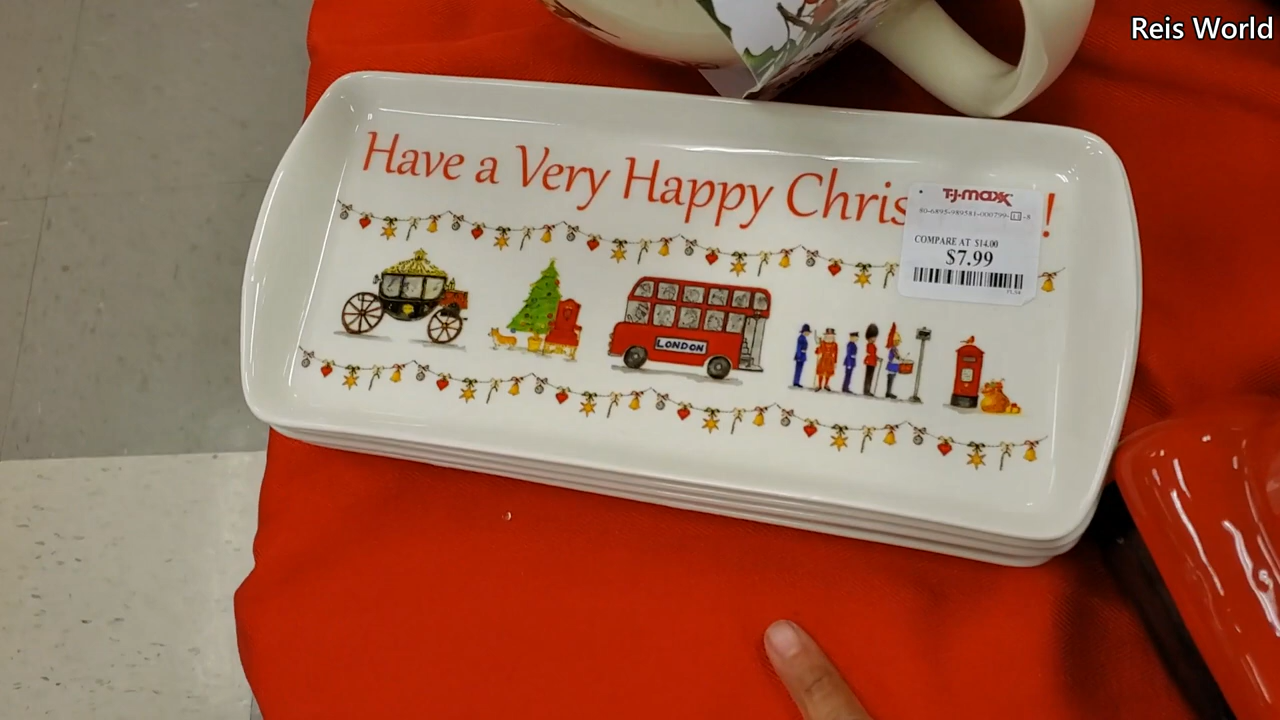 Reis World
Have a Very Happy Chris !
T·J·maxx
COMPARE AT $14.00
$7.99
LONDON